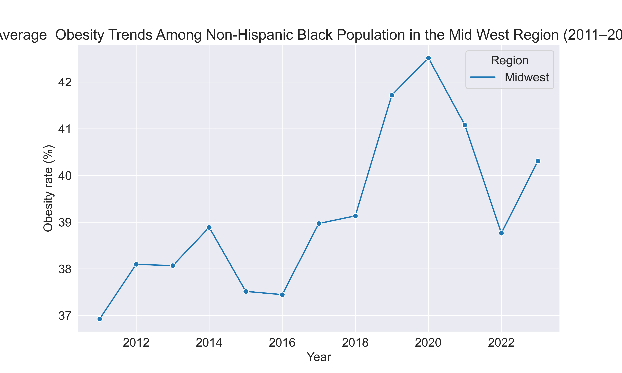 Obesity Trends Among Non-Hispanic Black Population in the Mid West Region (2011–20
Region
Midwest
42
41
40
39
38
37
Obesity rate (%)
2012 2014 2016 2018 2020 2022
Year